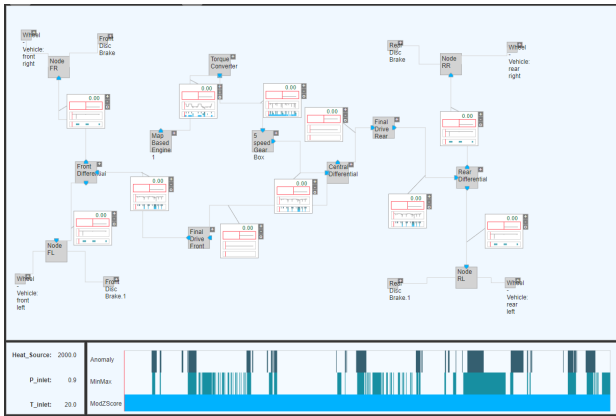 Wheel
-
Vehicle:
front
right
Front
Disc
Brake
Node
FR
0.00
Torque
Converter
0.00
0.00
0.00
Map
Based
Engine
1
5
speed
Gear
Box
Final
Drive
Rear
Rear
Disc
Brake
Node
RR
Wheel
-
Vehicle:
rear
right
0.00
Front
Differential
0.00
0.00
Central
Differential
0.00
Rear
Differential
0.00
Final
Drive
Front
0.00
0.00
Node
FL
Wheel
-
Vehicle:
front
left
Front
Disc
Brake.1
Rear
Disc
Brake.1
Node
RL
Wheel
-
Vehicle:
rear
left
Heat_Source: 2000.0
P_inlet: 0.9
T_inlet: 20.0
Anomaly
MinMax
ModZScore